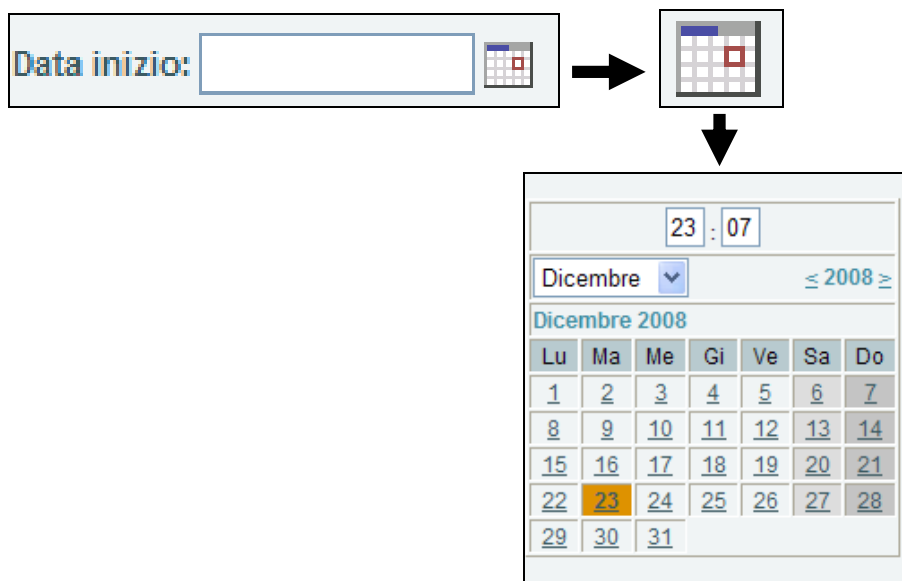 Data inizio:
23 : 07
Dicembre ≤ 2008 ≥
Dicembre 2008
Lu Ma Me Gi Ve Sa Do
1 2 3 4 5 6 7
8 9 10 11 12 13 14
15 16 17 18 19 20 21
22 23 24 25 26 27 28
29 30 31